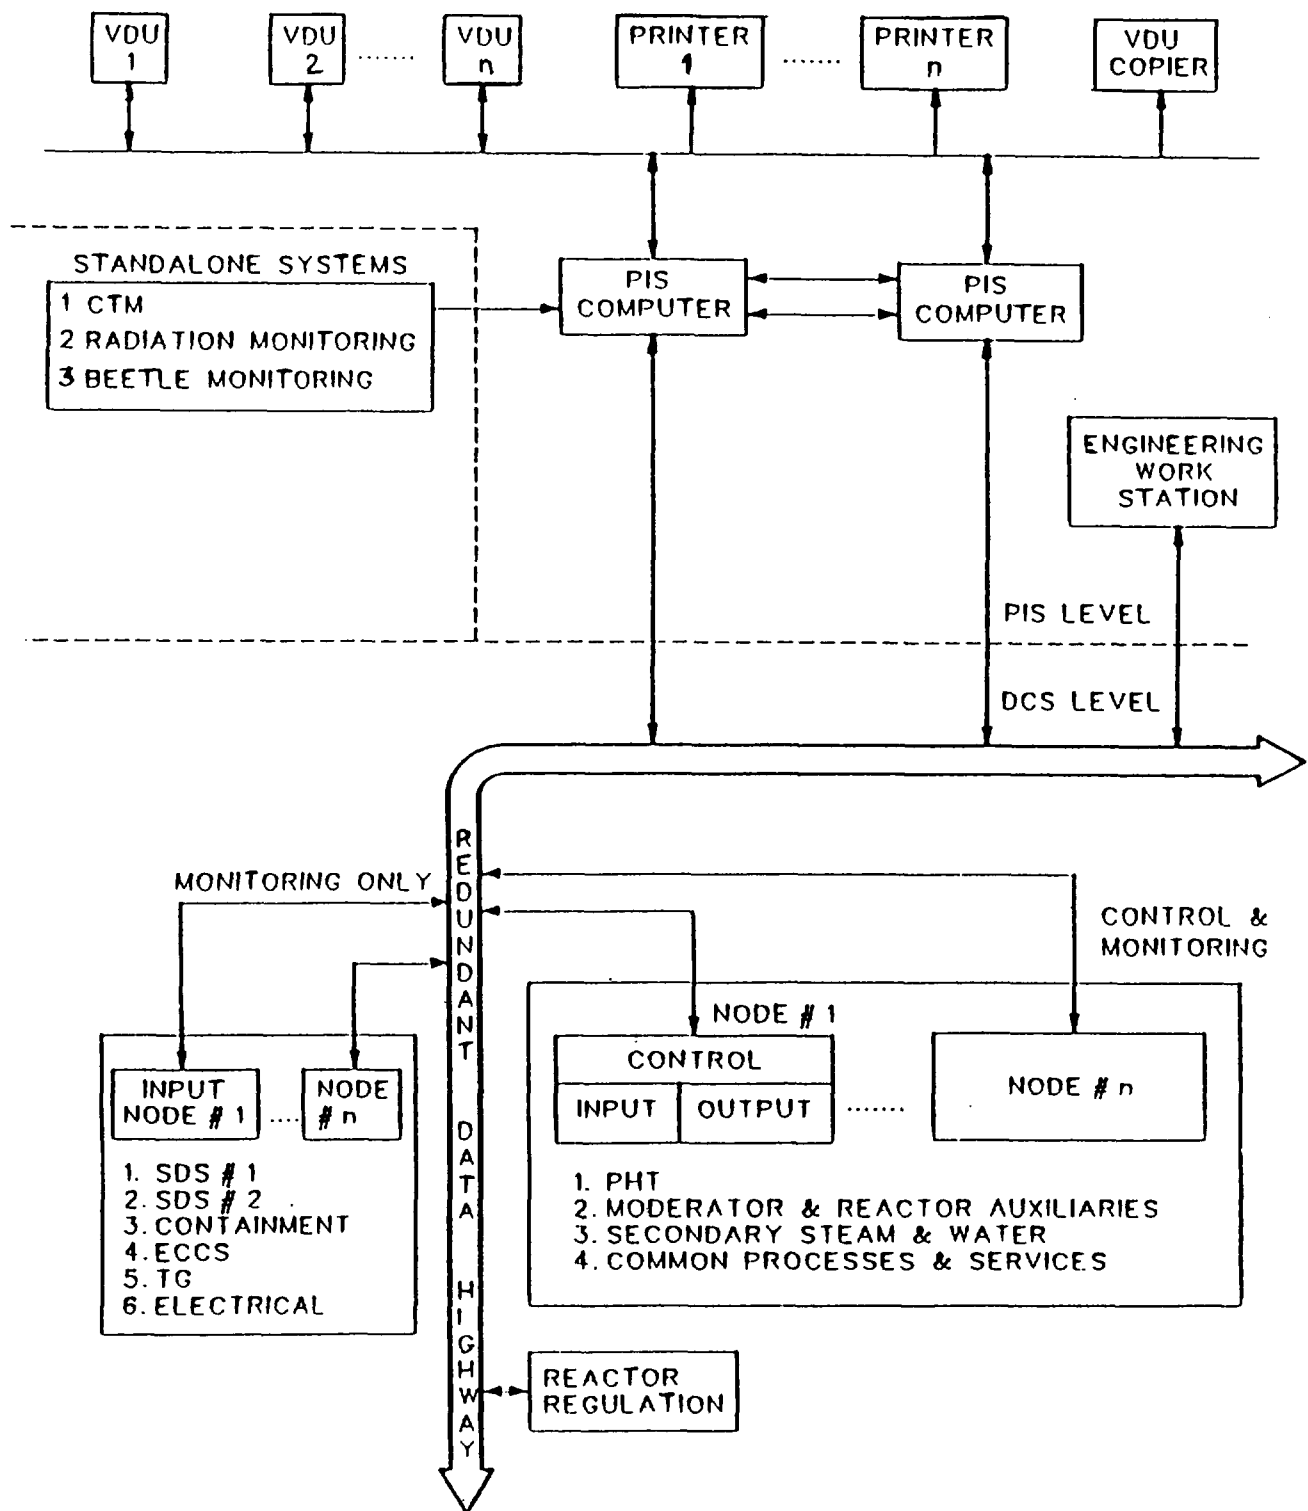 VDU
1
VDU
2
........
VDU
n
PRINTER
1
........
PRINTER
n
VDU
COPIER
STANDALONE SYSTEMS
1 CTM
2 RADIATION MONITORING
3 BEETLE MONITORING
PIS
COMPUTER
PIS
COMPUTER
ENGINEERING
WORK
STATION
PIS LEVEL
DCS LEVEL
REDUNDANT DATA HIGHWAY
MONITORING ONLY
CONTROL &
MONITORING
INPUT
NODE # 1
.....
NODE
# n
1. SDS # 1
2. SDS # 2
3. CONTAINMENT
4. ECCS
5. TG
6. ELECTRICAL
NODE # 1
CONTROL
INPUT
OUTPUT
........
NODE # n
1. PHT
2. MODERATOR & REACTOR AUXILIARIES
3. SECONDARY STEAM & WATER
4. COMMON PROCESSES & SERVICES
REACTOR
REGULATION